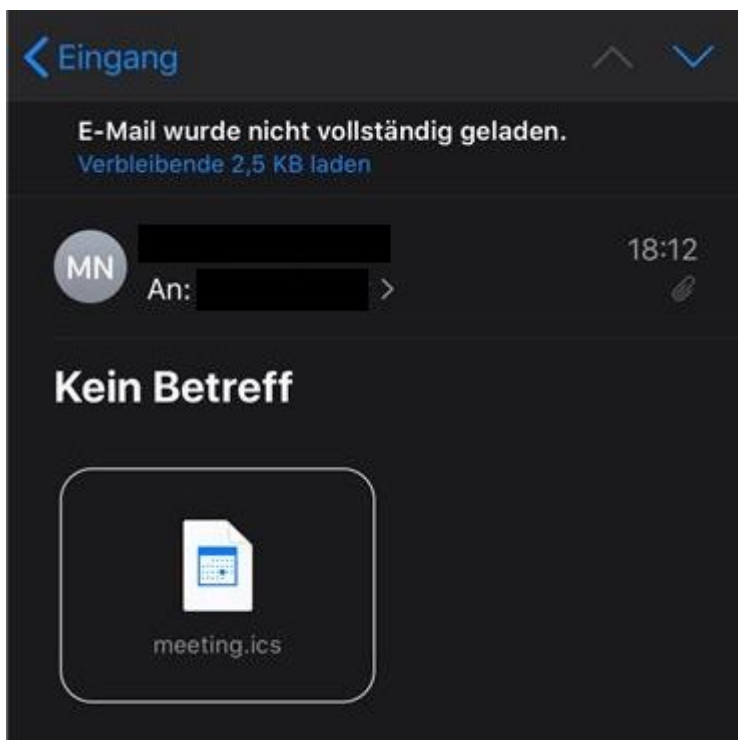 Eingang
E-Mail wurde nicht vollständig geladen.
Verbleibende 2,5 KB laden
MN
18:12
An:
Kein Betreff
meeting.ics